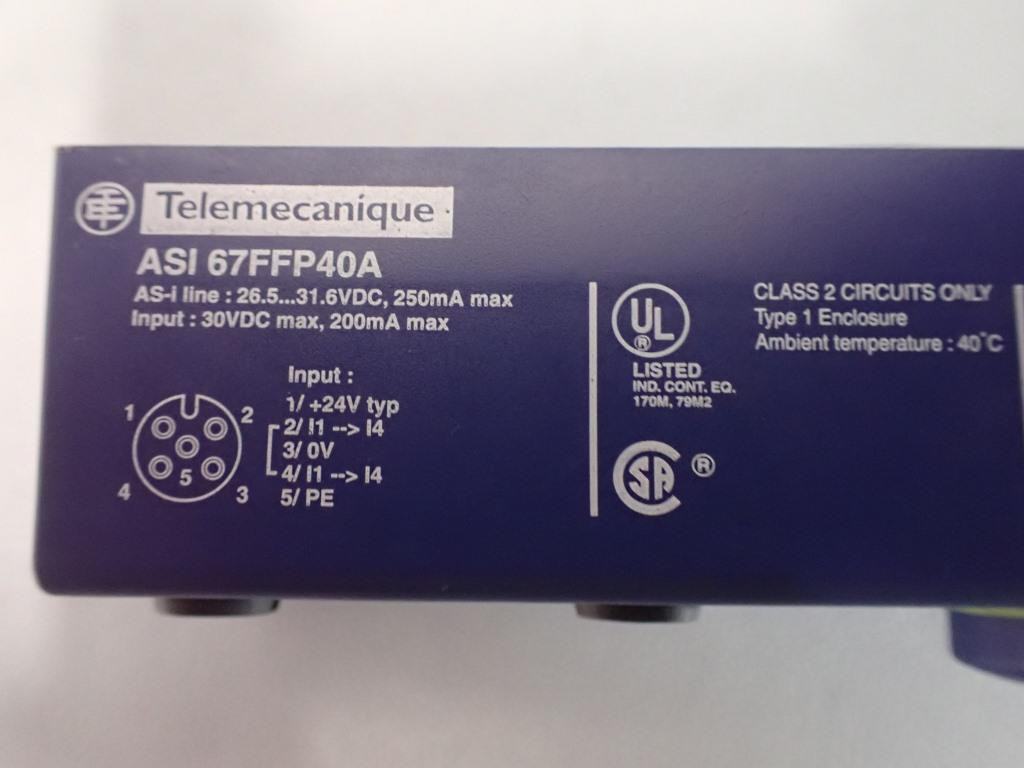 Telemecanique
ASI 67FFP40A
AS-i line : 26.5...31.6VDC, 250mA max
Input : 30VDC max, 200mA max
Input :
1/ +24V typ
2/ I1 --> I4
3/ 0V
4/ I1 --> I4
5/ PE
1
2
5
4
3
UL
®
LISTED
IND. CONT. EQ.
170M, 79M2
SA ®
CLASS 2 CIRCUITS ONLY
Type 1 Enclosure
Ambient temperature : 40°C